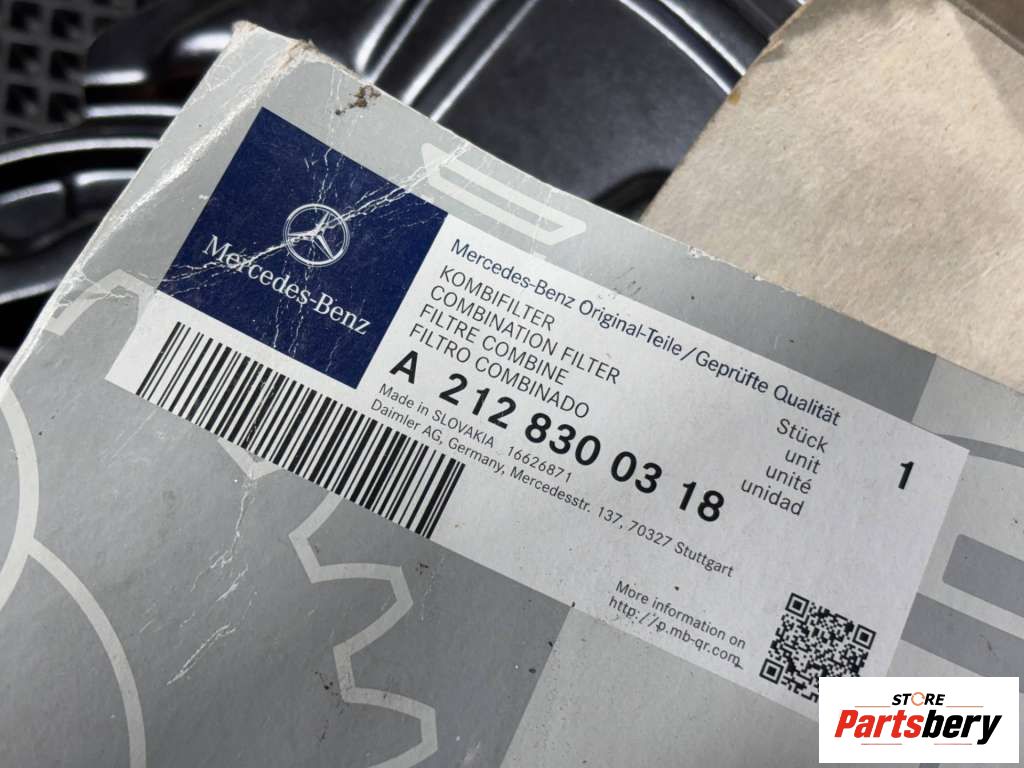 Mercedes-Benz
Mercedes-Benz Original-Teile/Geprüfte Qualität
KOMBIFILTER
COMBINATION FILTER
FILTRE COMBINE
FILTRO COMBINADO
Stück
unit
unité
unidad
1
A 212 830 03 18
Made in SLOVAKIA 16626871
Daimler AG, Germany, Mercedesstr. 137, 70327 Stuttgart
More information on
http://p.mb-qr.com
STORE
Partsbery